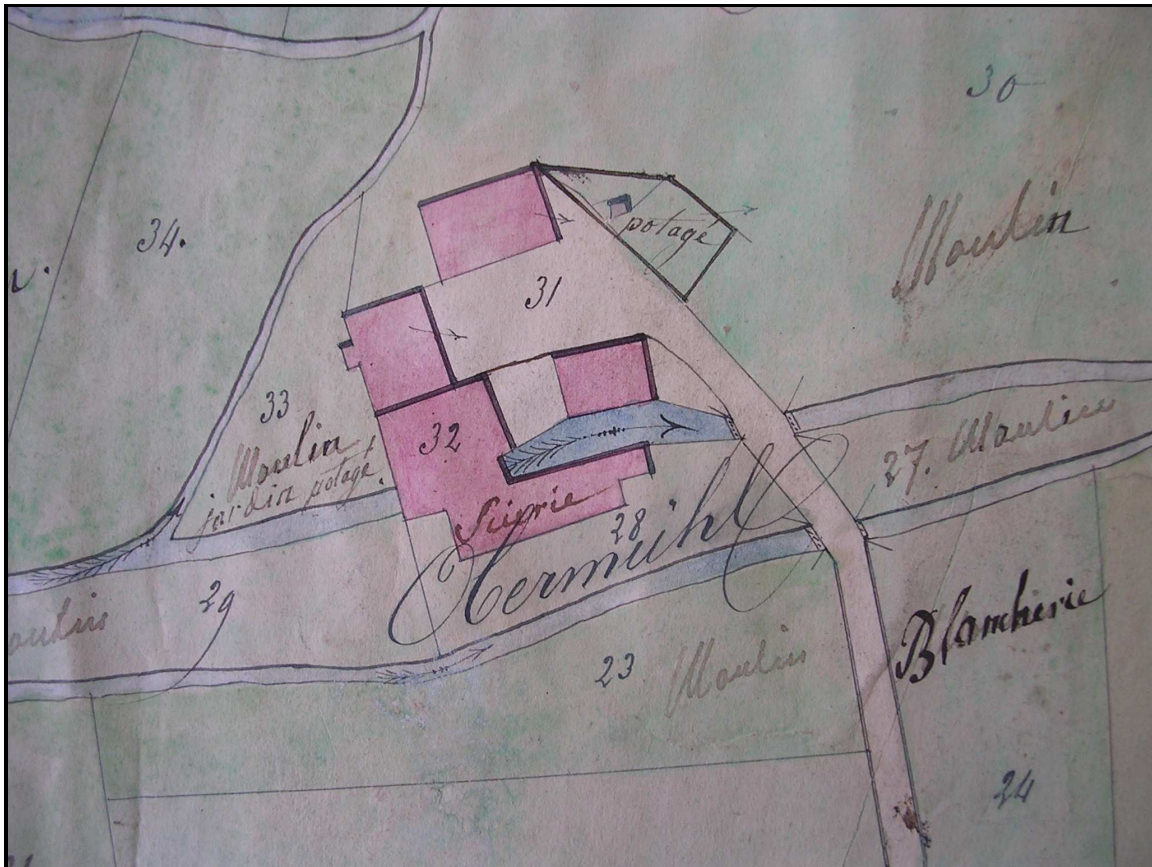 30
34.
potage
Moulin
31
33
Moulin
jardin potag.
32
27. Moulin
Scierie
28
Obermühl
29
23 Moulin
Blancherie
24